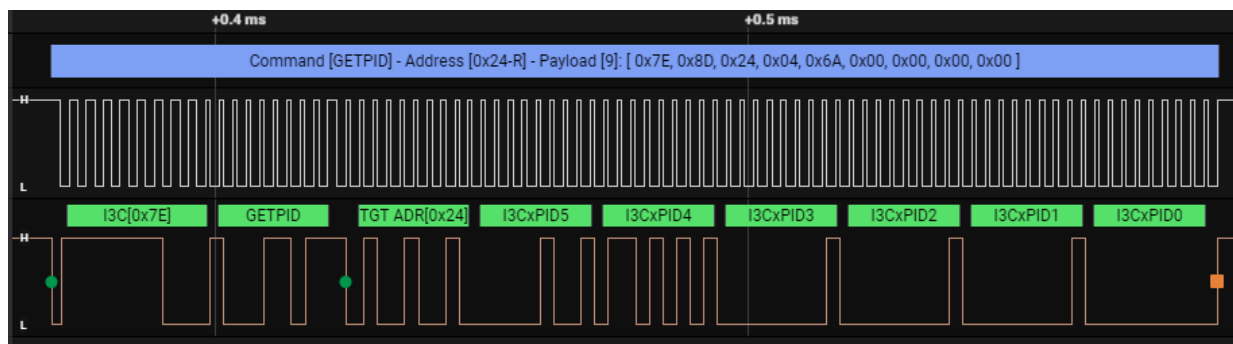 +0.4 ms +0.5 ms
Command [GETPID] - Address [0x24-R] - Payload [9]: [ 0x7E, 0x8D, 0x24, 0x04, 0x6A, 0x00, 0x00, 0x00, 0x00 ]
H
L
I3C[0x7E] GETPID TGT ADR[0x24] I3CxPID5 I3CxPID4 I3CxPID3 I3CxPID2 I3CxPID1 I3CxPID0
H
L